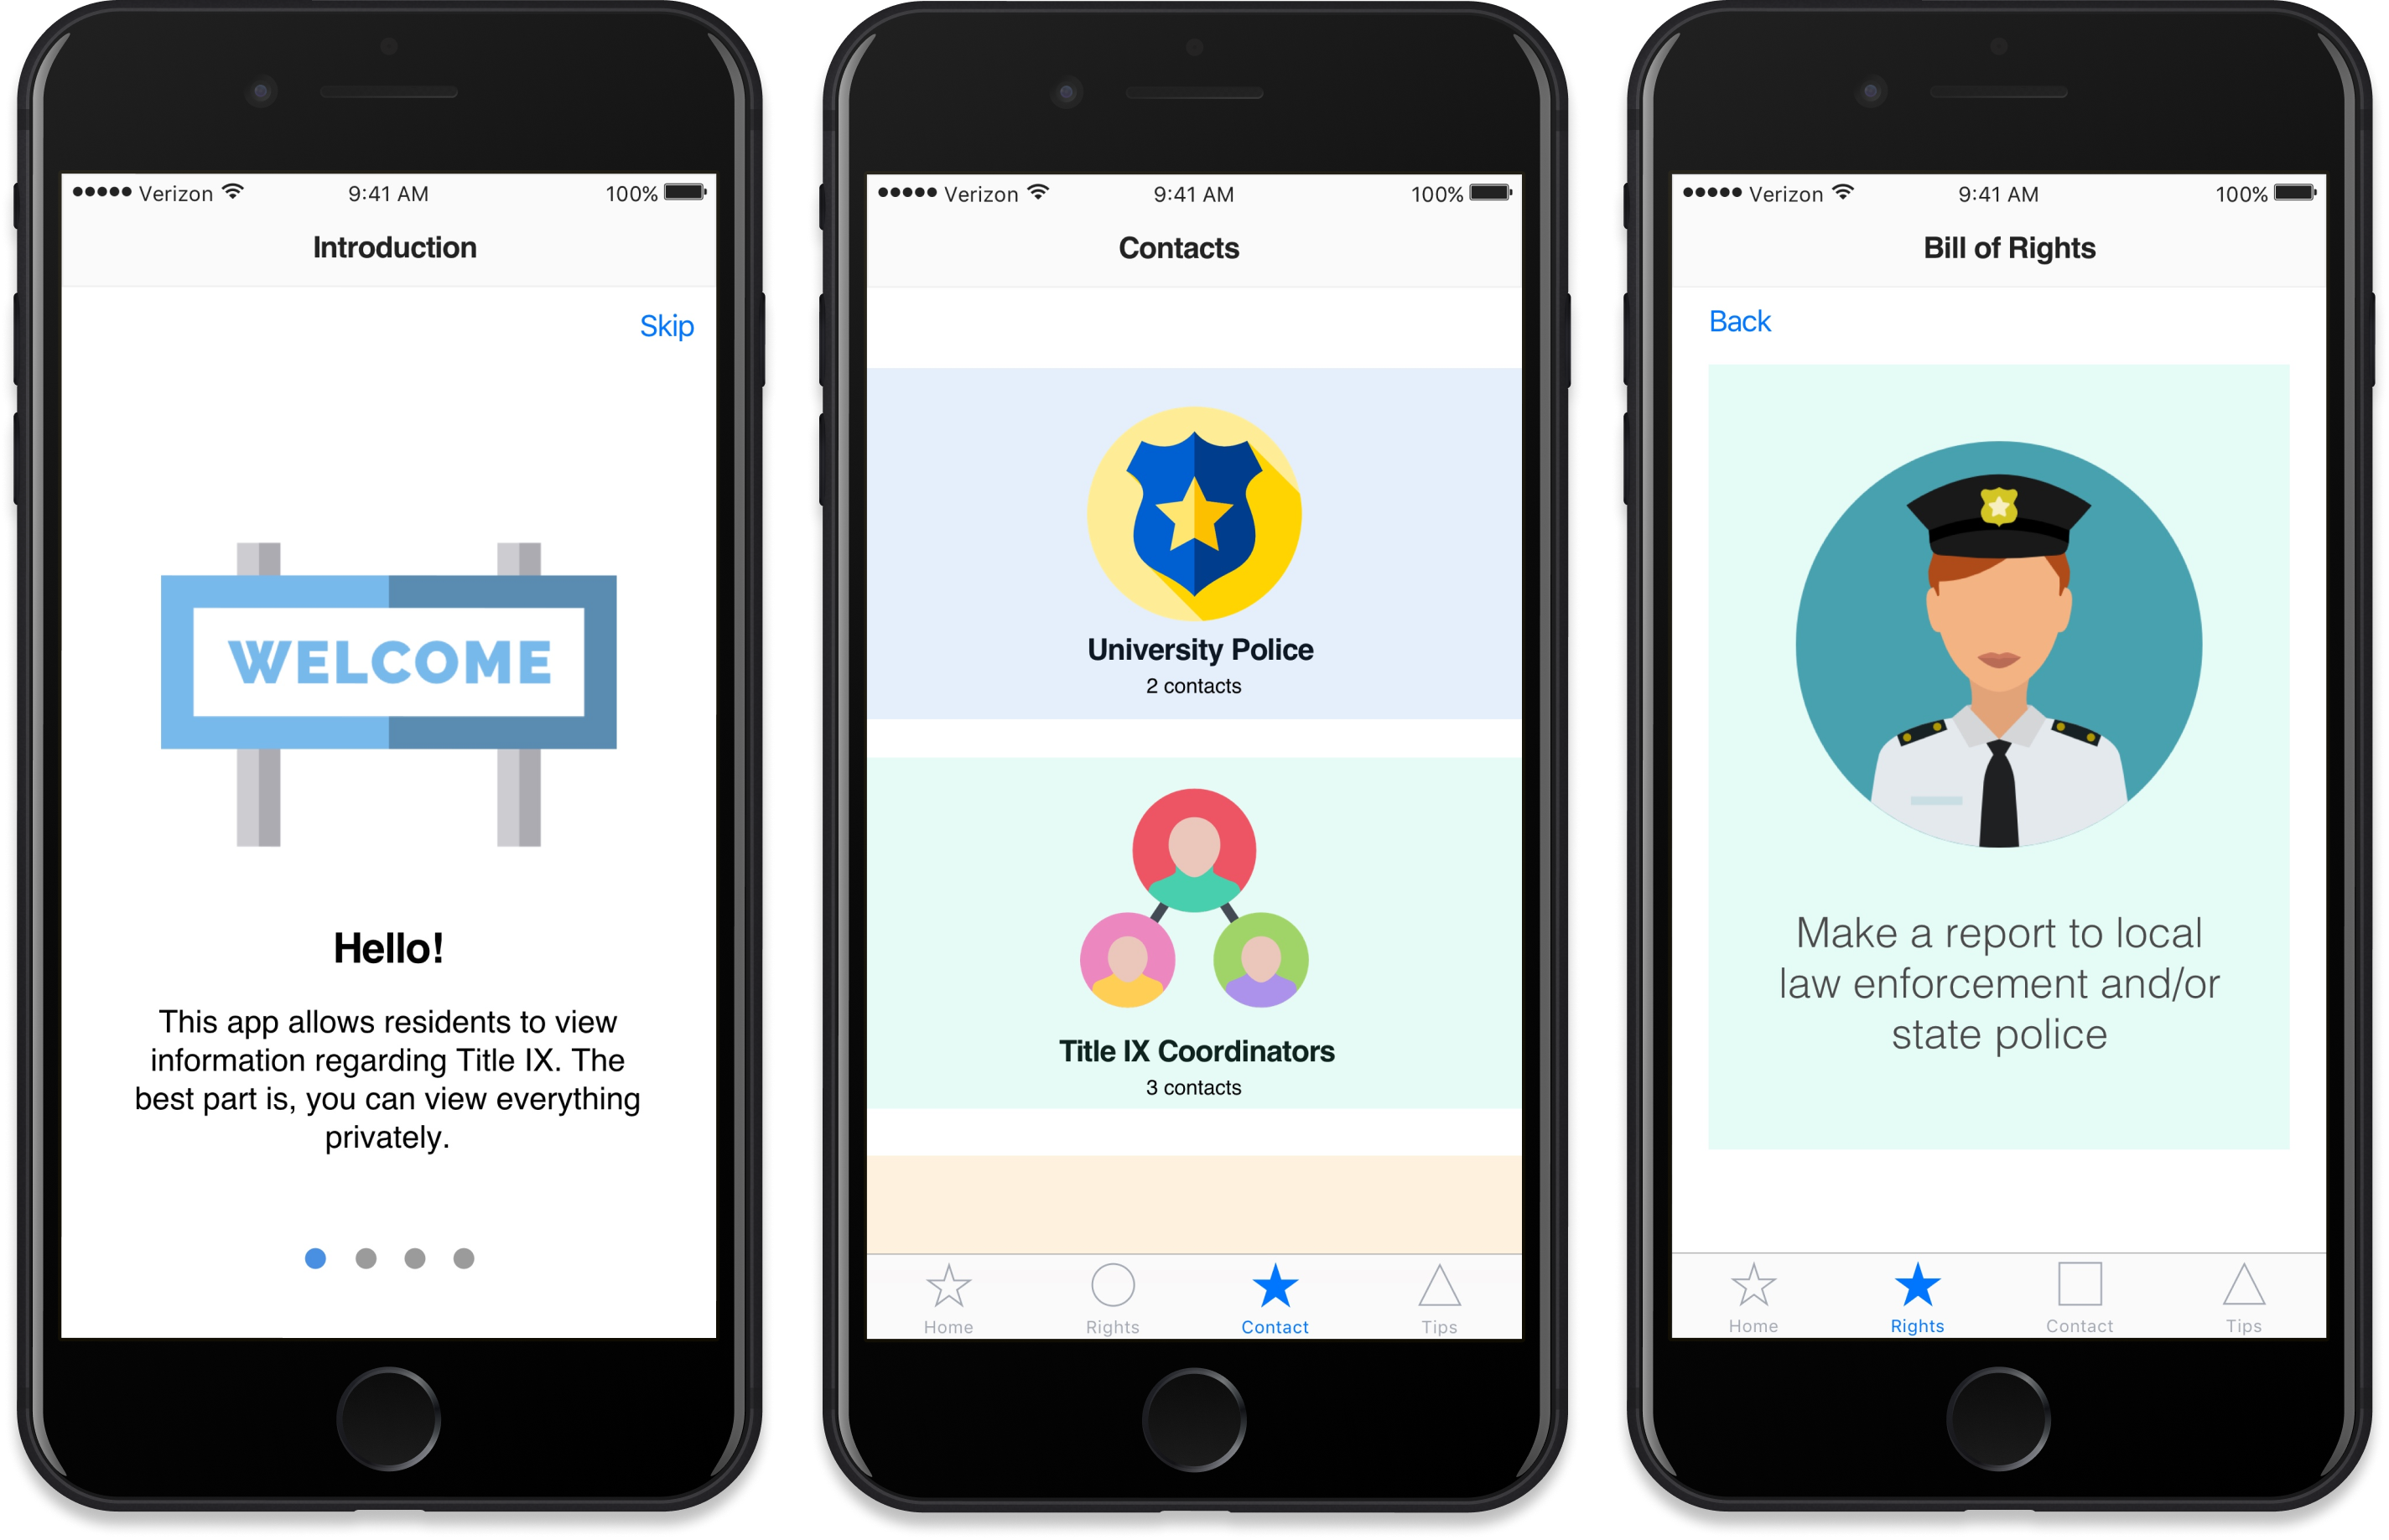 Verizon 9:41 AM 100%
Introduction
Skip
WELCOME
Hello!
This app allows residents to view
information regarding Title IX. The
best part is, you can view everything
privately.
Verizon 9:41 AM 100%
Contacts
University Police
2 contacts
Title IX Coordinators
3 contacts
Home Rights Contact Tips
Verizon 9:41 AM 100%
Bill of Rights
Back
Make a report to local
law enforcement and/or
state police
Home Rights Contact Tips